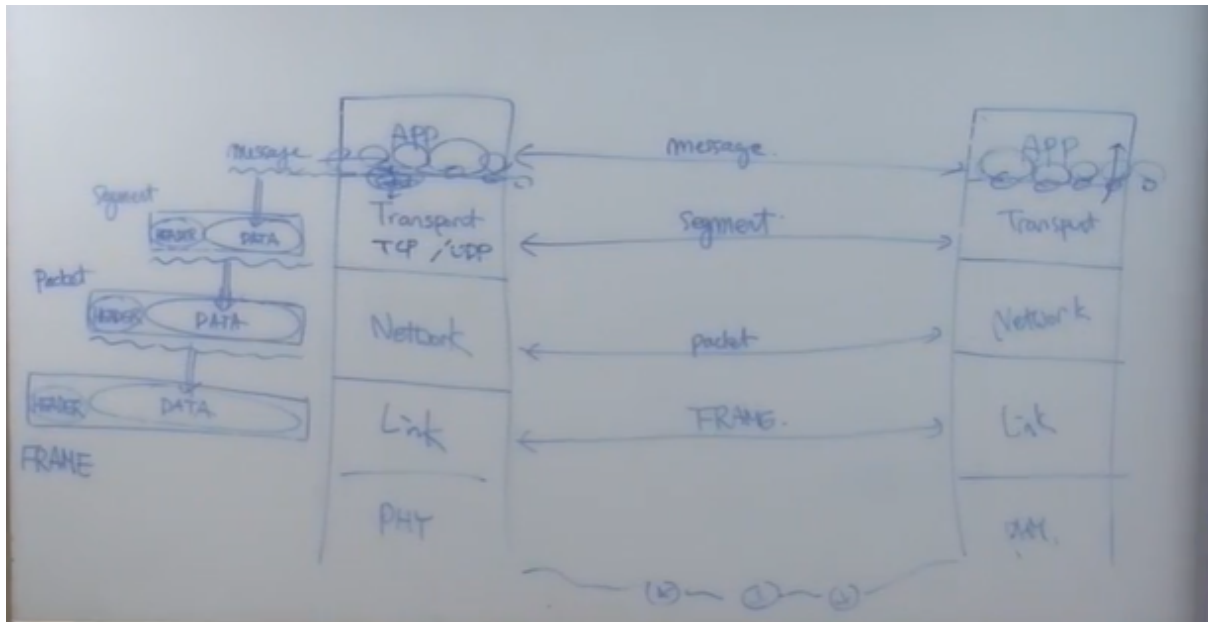 APP
message
message.
APP
Segment
HEADER DATA
Transport
TCP / UDP
Segment
Transport
Packet
HEADER DATA
Network
packet
Network
HEADER DATA
Link
FRAME.
Link
FRAME
PHY